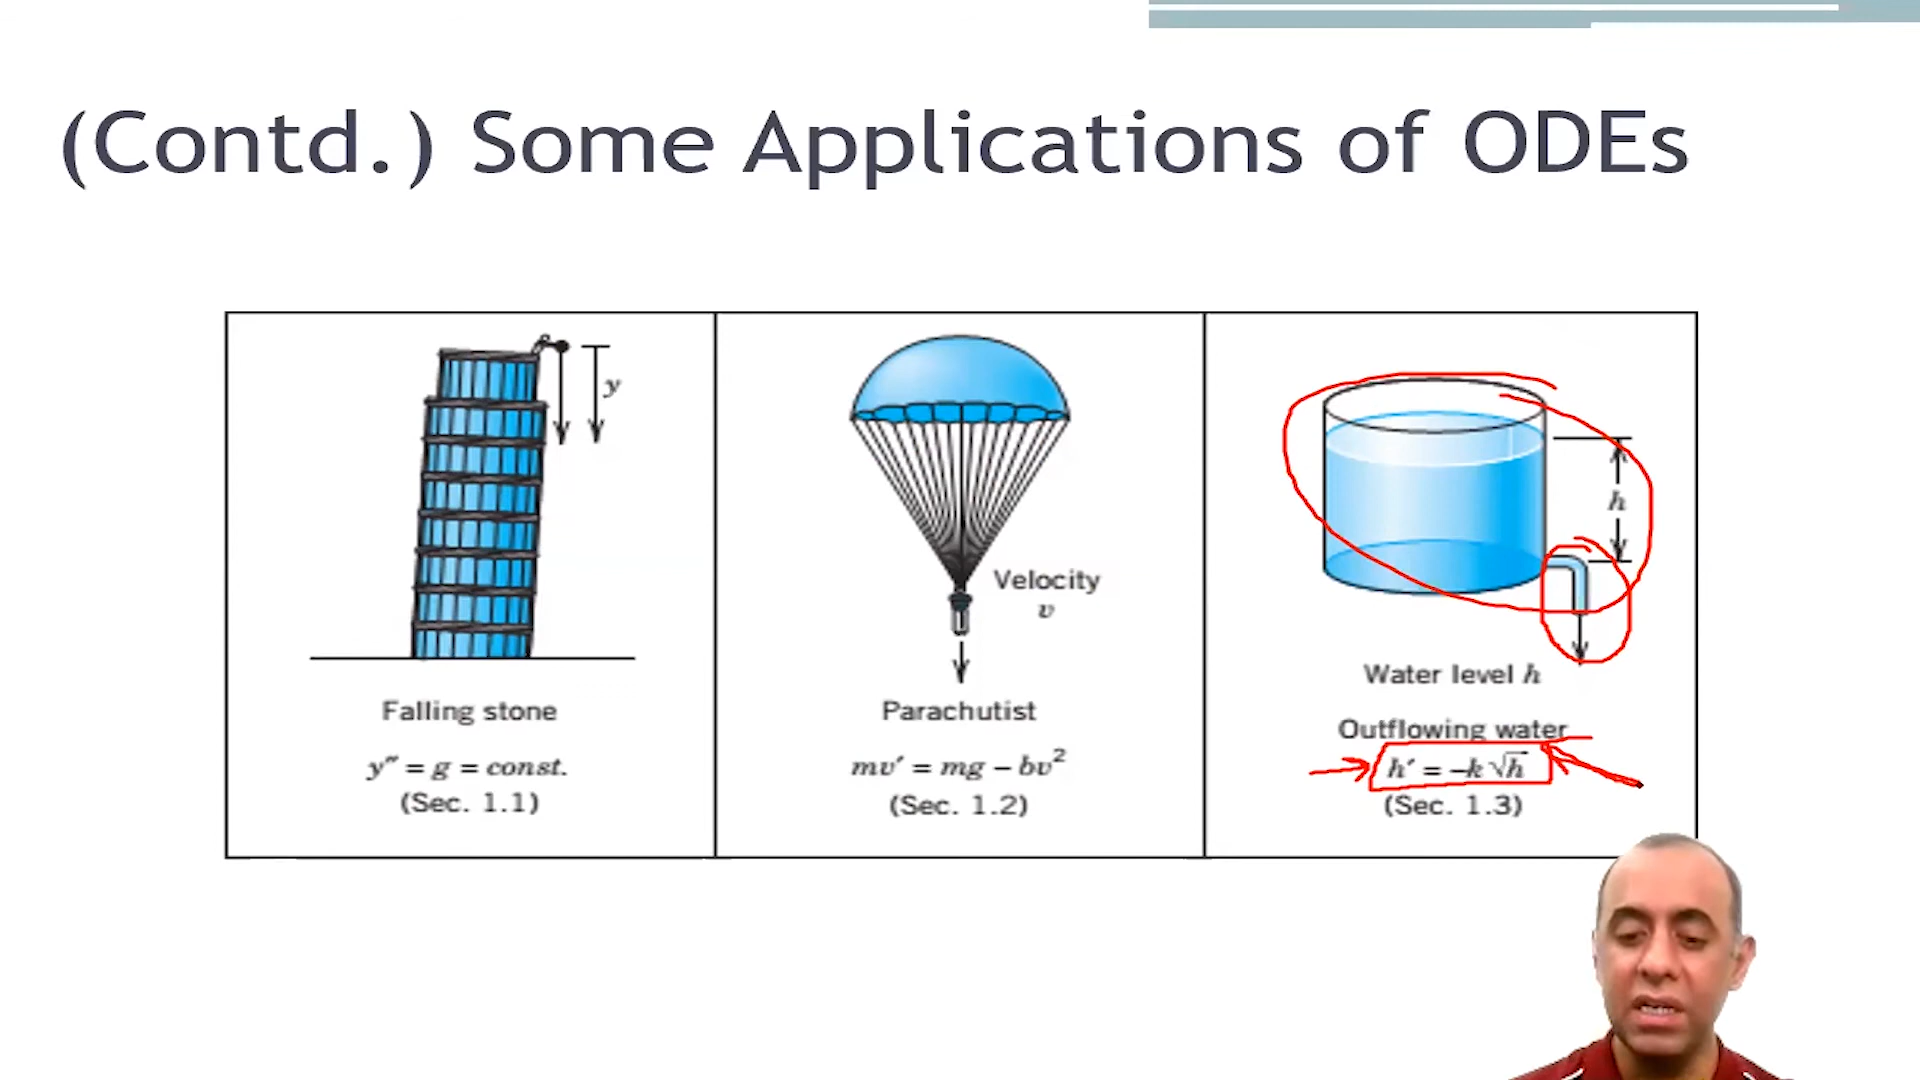 (Contd.) Some Applications of ODEs
y
Falling stone
y″ = g = const.
(Sec. 1.1)
Velocity
v
Parachutist
mv′ = mg – bv²
(Sec. 1.2)
h
Water level h
Outflowing water
h′ = –k √h
(Sec. 1.3)